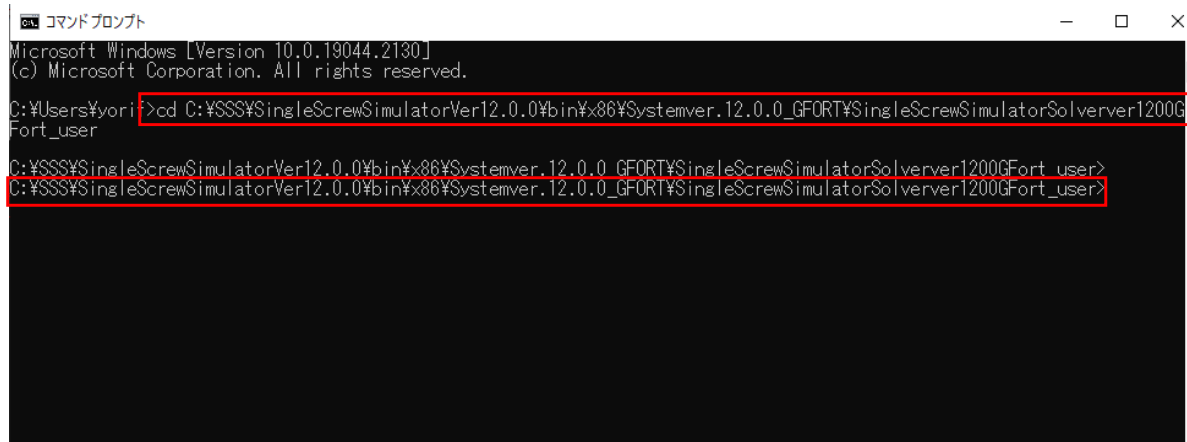 コマンド プロンプト
Microsoft Windows [Version 10.0.19044.2130]
(c) Microsoft Corporation. All rights reserved.
C:¥Users¥yorif>cd C:¥SSS¥SingleScrewSimulatorVer12.0.0¥bin¥x86¥Systemver.12.0.0_GFORT¥SingleScrewSimulatorSolverver1200G
Fort_user
C:¥SSS¥SingleScrewSimulatorVer12.0.0¥bin¥x86¥Systemver.12.0.0_GFORT¥SingleScrewSimulatorSolverver1200GFort_user>
C:¥SSS¥SingleScrewSimulatorVer12.0.0¥bin¥x86¥Systemver.12.0.0_GFORT¥SingleScrewSimulatorSolverver1200GFort_user>